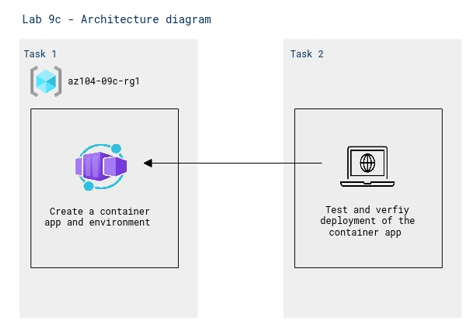 Lab 9c - Architecture diagram
Task 1
az104-09c-rg1
Create a container
app and environment
Task 2
Test and verfiy
deployment of the
container app